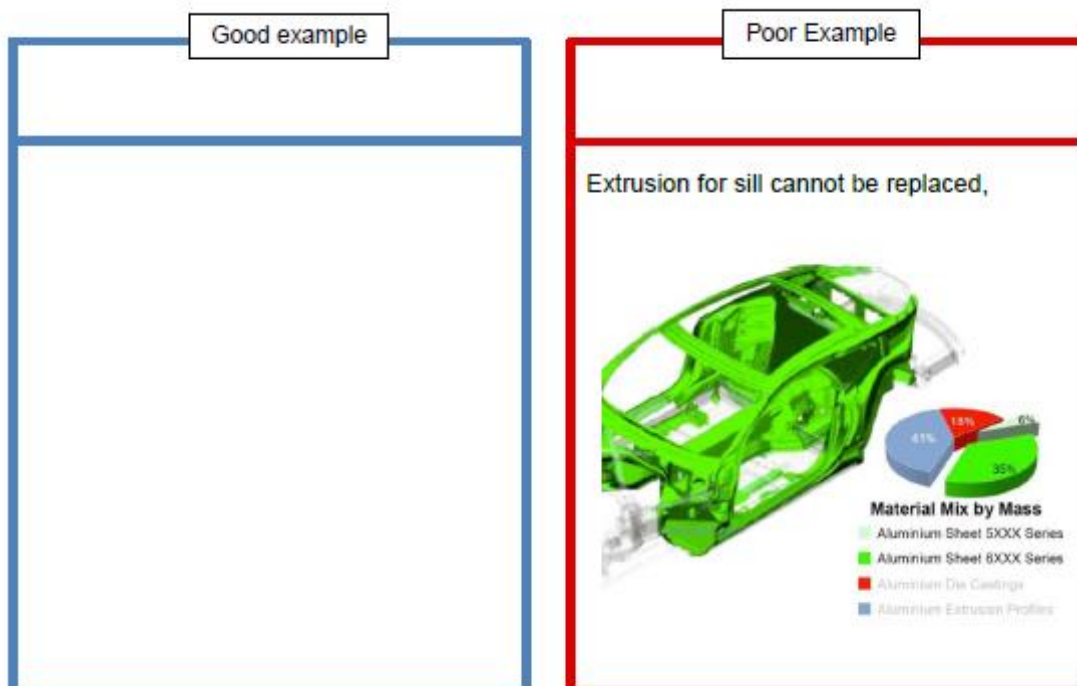 Good example
Poor Example
Extrusion for sill cannot be replaced,
41%
18%
6%
35%
Material Mix by Mass
Aluminium Sheet 5XXX Series
Aluminium Sheet 6XXX Series
Aluminium Die Castings
Aluminium Extrusion Profiles